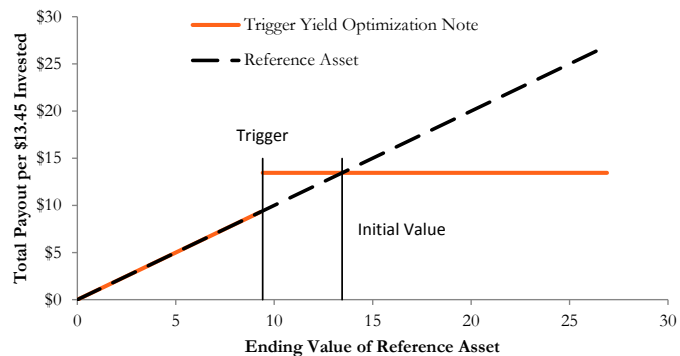 Total Payout per $13.45 Invested
$30
$25
$20
$15
$10
$5
$0
Trigger Yield Optimization Note
Reference Asset
Trigger
Initial Value
0 5 10 15 20 25 30
Ending Value of Reference Asset